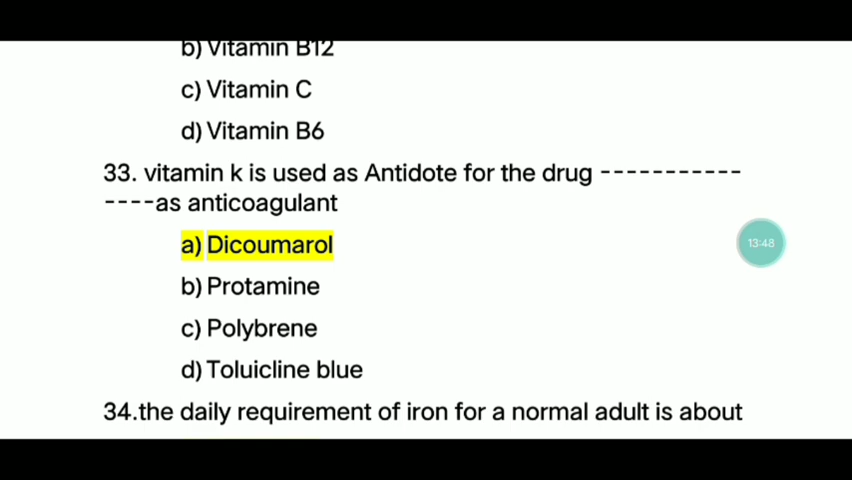 b) Vitamin B12
c) Vitamin C
d) Vitamin B6
33. vitamin k is used as Antidote for the drug -----------
----as anticoagulant
a) Dicoumarol
13:48
b) Protamine
c) Polybrene
d) Toluicline blue
34.the daily requirement of iron for a normal adult is about